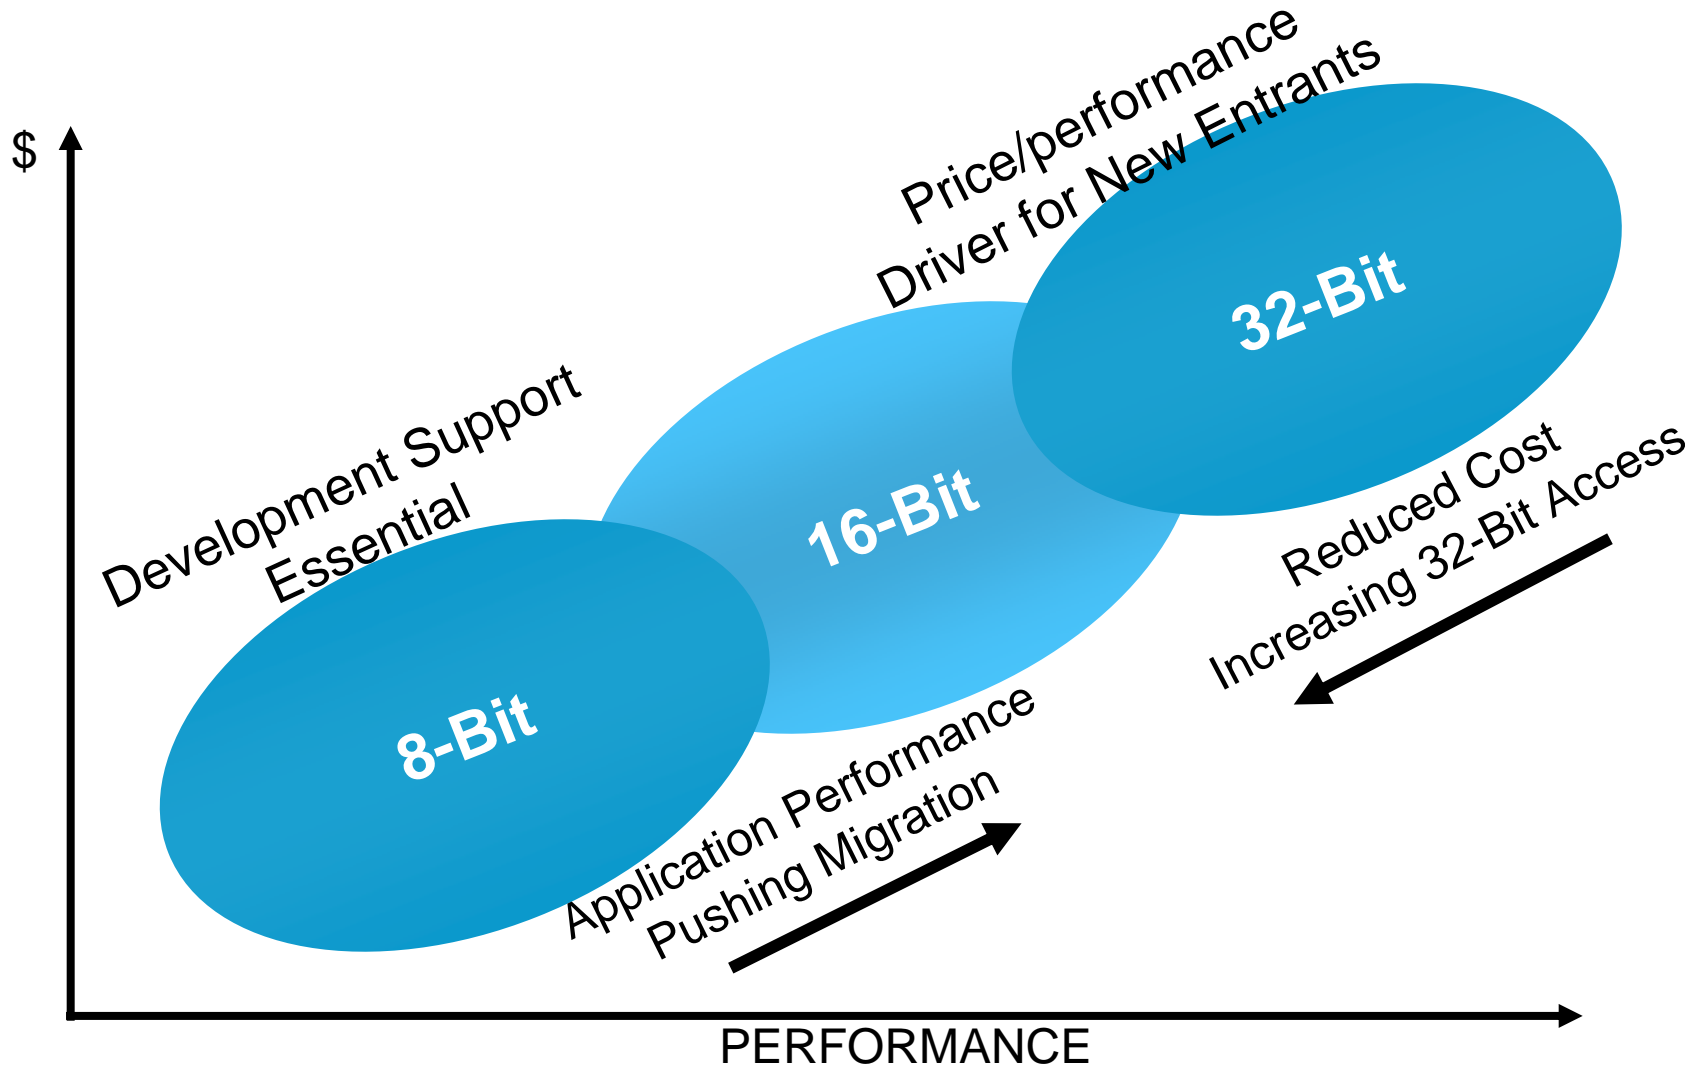 $
Price/performance
Driver for New Entrants
32-Bit
Development Support
Essential
16-Bit
8-Bit
Reduced Cost
Increasing 32-Bit Access
Application Performance
Pushing Migration
PERFORMANCE